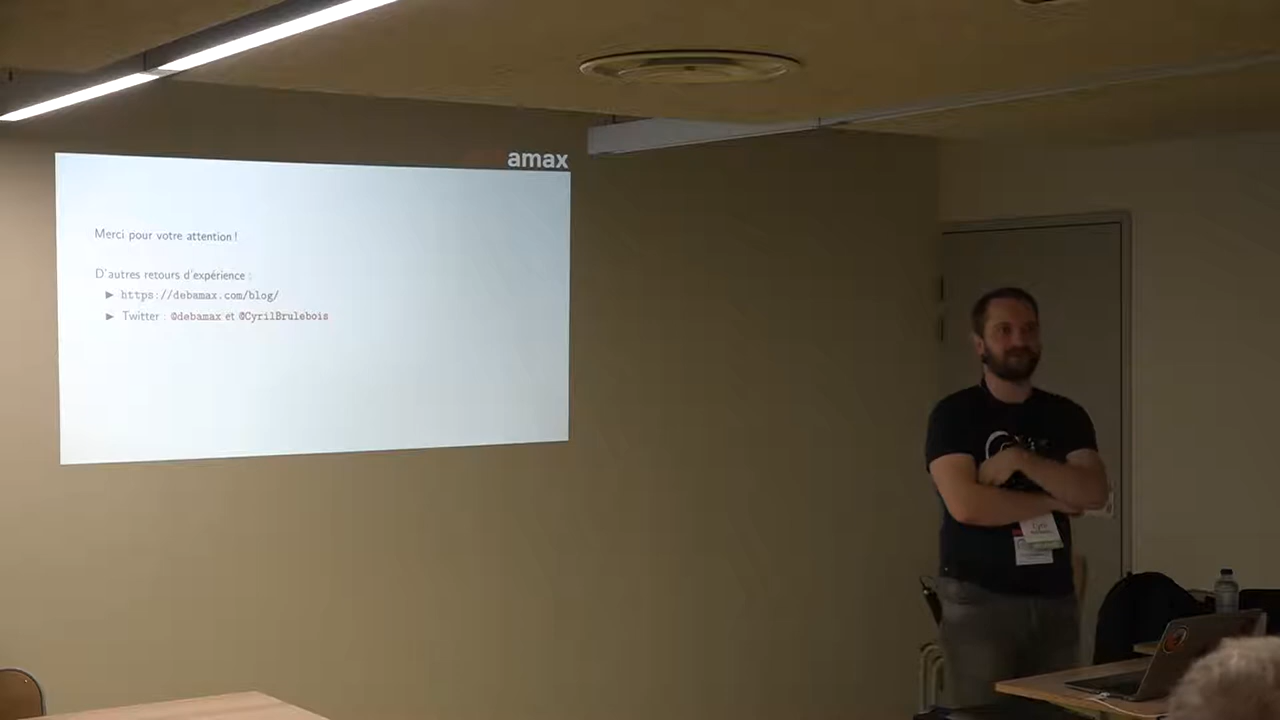 amax
Merci pour votre attention !
D'autres retours d'expérience :
► https://debamax.com/blog/
► Twitter : @debamax et @CyrilBrulebois